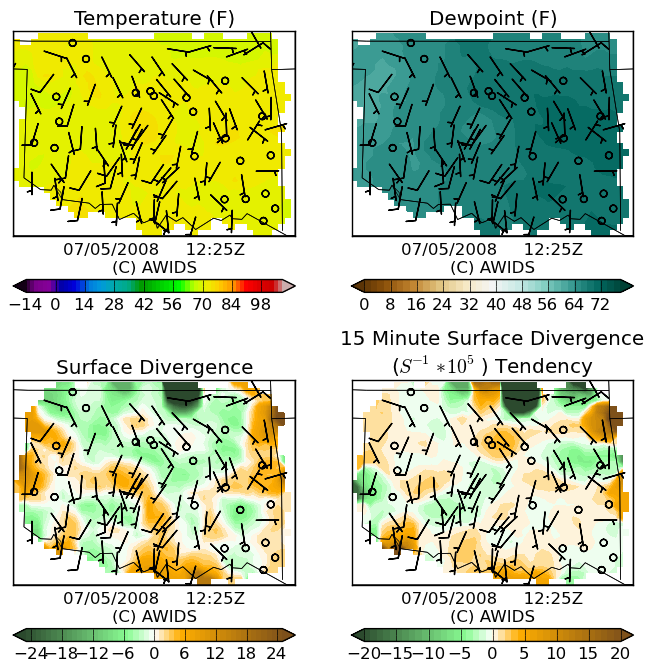 Temperature (F)
Dewpoint (F)
07/05/2008 12:25Z
(C) AWIDS
07/05/2008 12:25Z
(C) AWIDS
−14 0 14 28 42 56 70 84 98
0 8 16 24 32 40 48 56 64 72
Surface Divergence
15 Minute Surface Divergence
(S⁻¹ *10⁵ ) Tendency
07/05/2008 12:25Z
(C) AWIDS
07/05/2008 12:25Z
(C) AWIDS
−24 −18 −12 −6 0 6 12 18 24
−20 −15 −10 −5 0 5 10 15 20